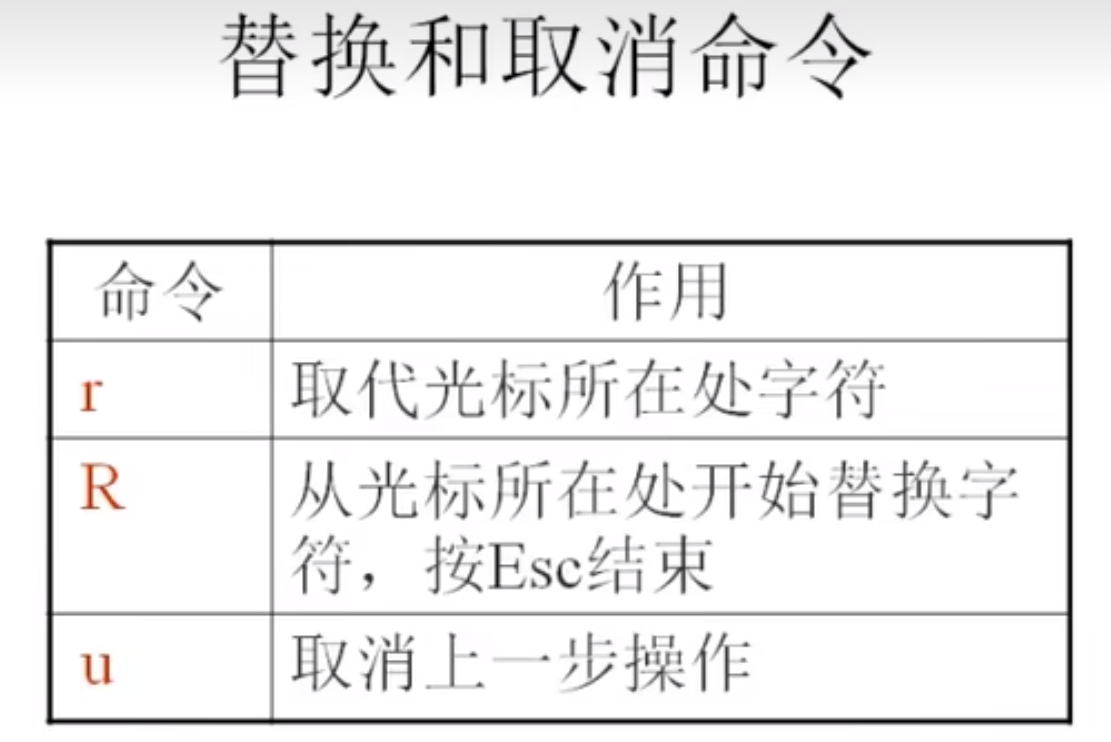 替换和取消命令
命令 作用
r 取代光标所在处字符
R 从光标所在处开始替换字
符，按Esc结束
u 取消上一步操作